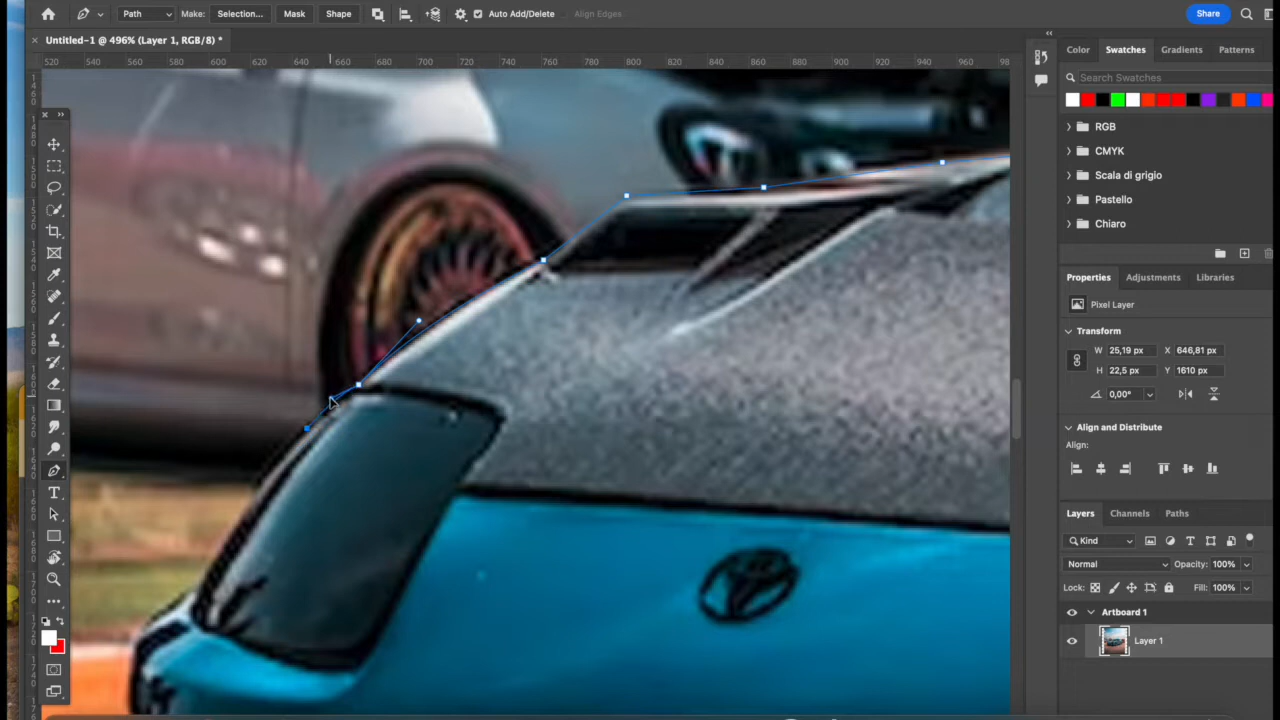 Path Make: Selection... Mask Shape Auto Add/Delete Align Edges Share
Untitled-1 @ 496% (Layer 1, RGB/8) *
520 540 560 580 600 620 640 660 680 700 720 740 760 780 800 820 840 860 880 900 920 940 960 98
Color Swatches Gradients Patterns
Search Swatches
RGB
CMYK
Scala di grigio
Pastello
Chiaro
Properties Adjustments Libraries
Pixel Layer
Transform
W 25,19 px X 646,81 px
H 22,5 px Y 1610 px
0,00°
Align and Distribute
Align:
Layers Channels Paths
Kind
Normal Opacity: 100%
Lock: Fill: 100%
Artboard 1
Layer 1